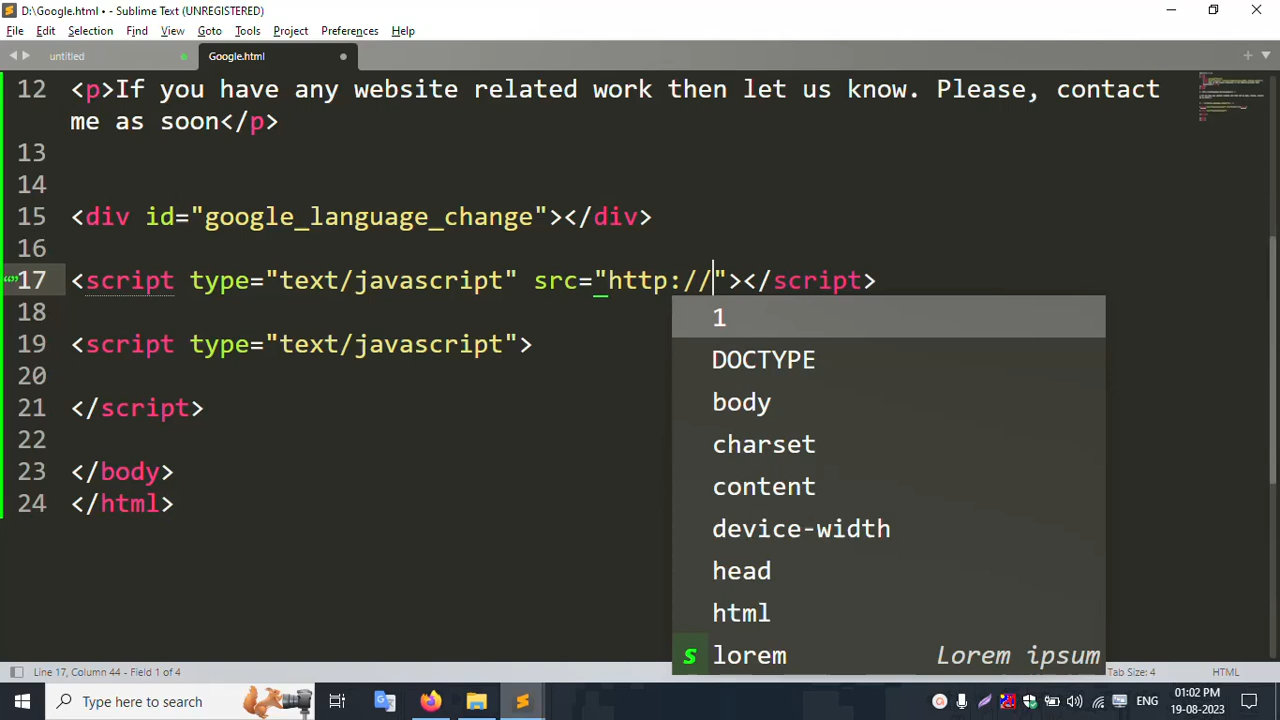 D:\Google.html • - Sublime Text (UNREGISTERED)
File Edit Selection Find View Goto Tools Project Preferences Help
untitled Google.html
12 <p>If you have any website related work then let us know. Please, contact
me as soon</p>
13
14
15 <div id="google_language_change"></div>
16
17 <script type="text/javascript" src="http://"></script>
18
19 <script type="text/javascript">
20
21 </script>
22
23 </body>
24 </html>
1
DOCTYPE
body
charset
content
device-width
head
html
s lorem Lorem ipsum
Line 17, Column 44 - Field 1 of 4 Tab Size: 4 HTML
Type here to search ENG 01:02 PM
19-08-2023